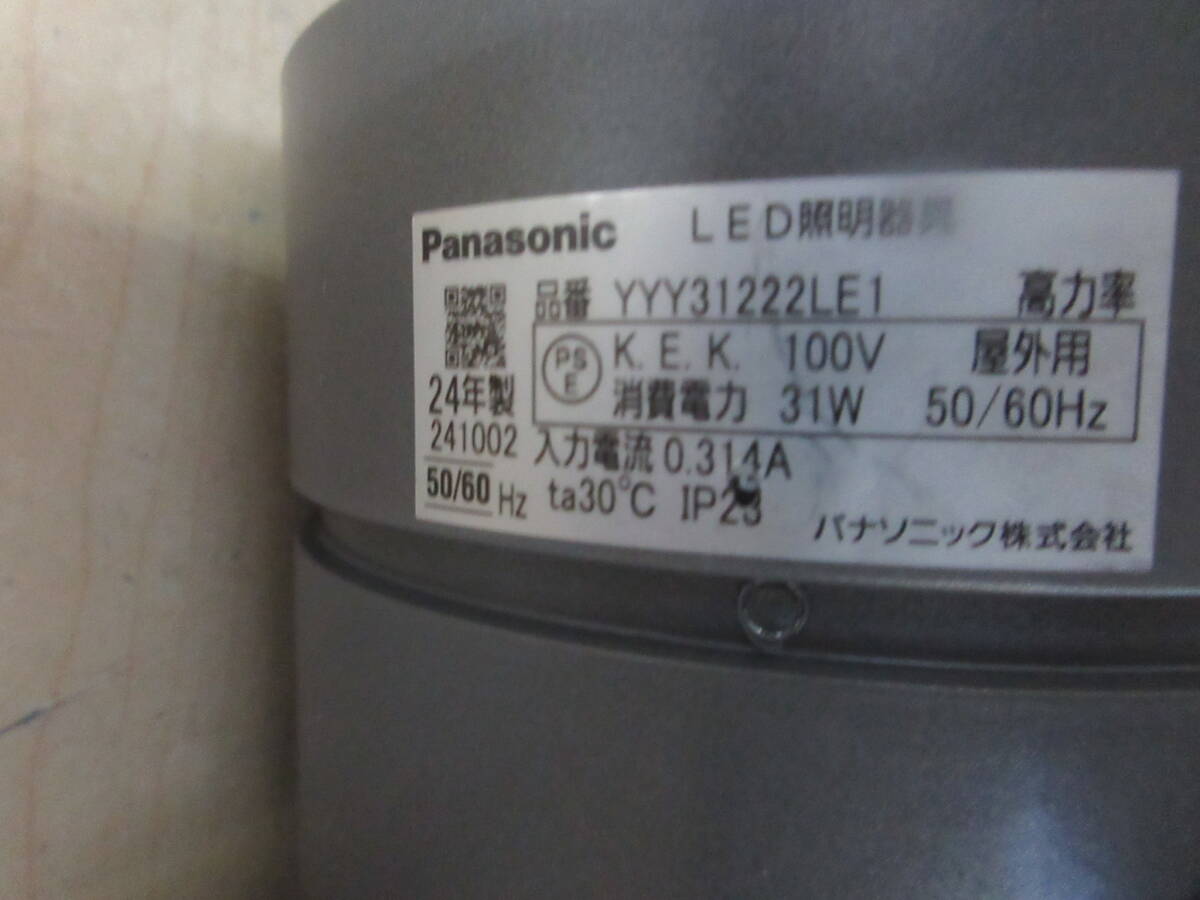 Panasonic LED照明器具
品番 YYY31222LE1 高力率
PS
E
K.E.K. 100V 屋外用
消費電力 31W 50/60Hz
24年製
241002
50/60 Hz
入力電流 0.314A
ta30℃ IP23
パナソニック株式会社